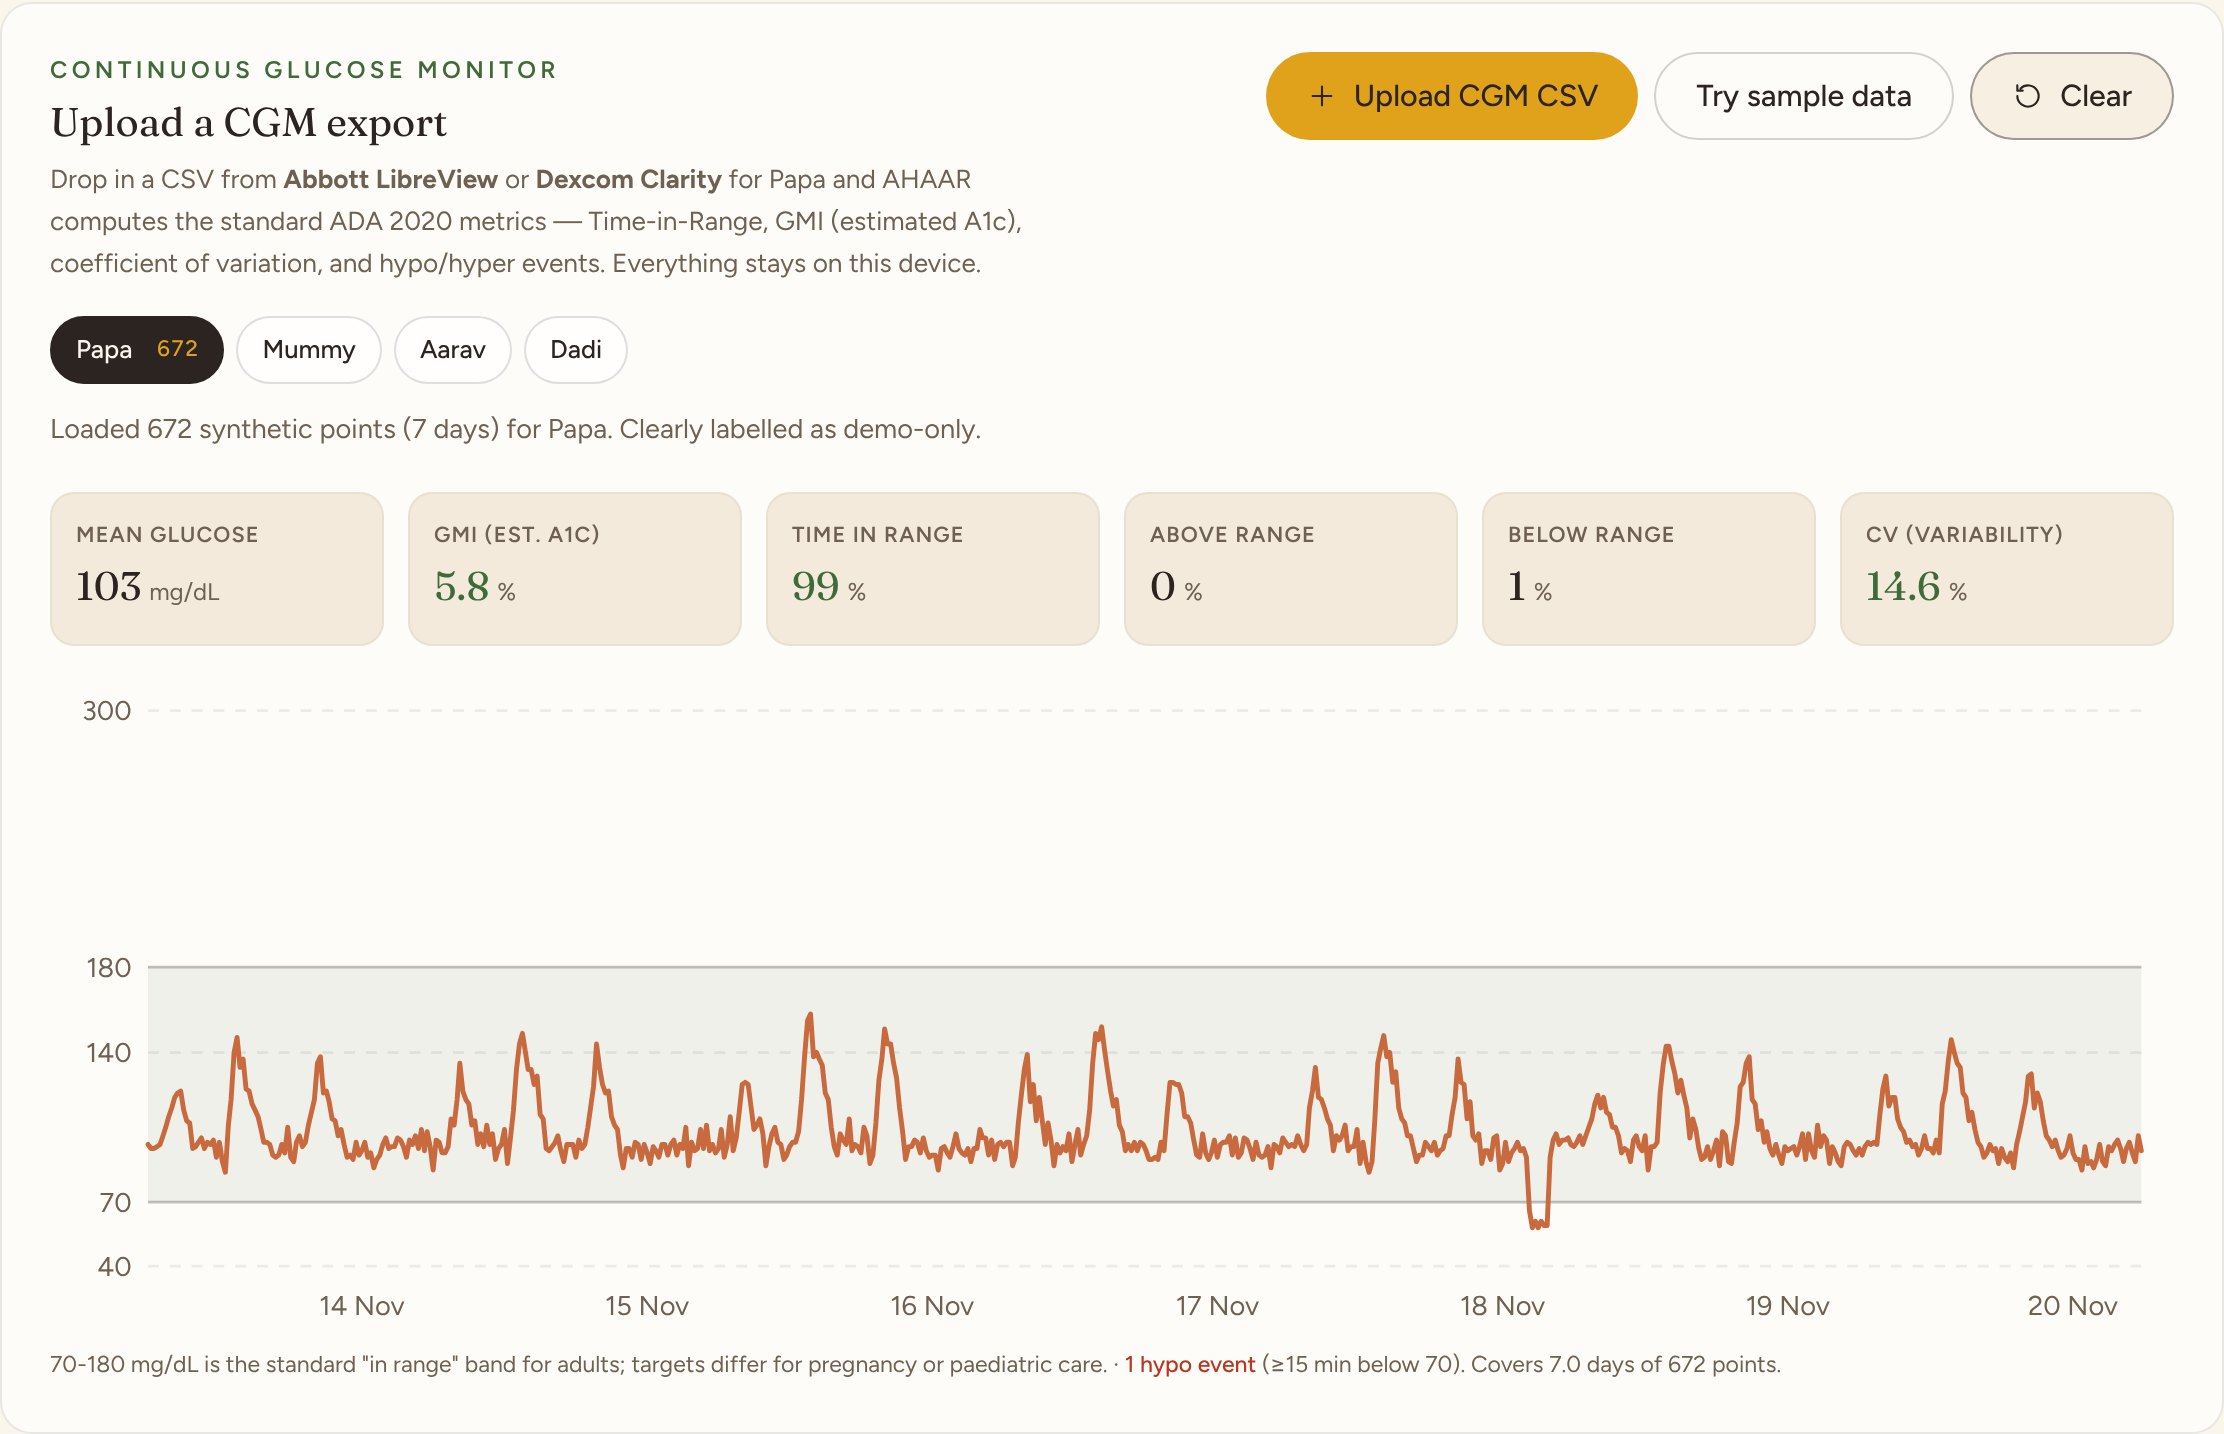 CONTINUOUS GLUCOSE MONITOR
Upload a CGM export
Drop in a CSV from Abbott LibreView or Dexcom Clarity for Papa and AHAAR
computes the standard ADA 2020 metrics — Time-in-Range, GMI (estimated A1c),
coefficient of variation, and hypo/hyper events. Everything stays on this device.
+ Upload CGM CSV
Try sample data
Clear
Papa 672
Mummy
Aarav
Dadi
Loaded 672 synthetic points (7 days) for Papa. Clearly labelled as demo-only.
MEAN GLUCOSE
103 mg/dL
GMI (EST. A1C)
5.8 %
TIME IN RANGE
99 %
ABOVE RANGE
0 %
BELOW RANGE
1 %
CV (VARIABILITY)
14.6 %
300
180
140
70
40
14 Nov
15 Nov
16 Nov
17 Nov
18 Nov
19 Nov
20 Nov
70-180 mg/dL is the standard "in range" band for adults; targets differ for pregnancy or paediatric care. · 1 hypo event (≥15 min below 70). Covers 7.0 days of 672 points.